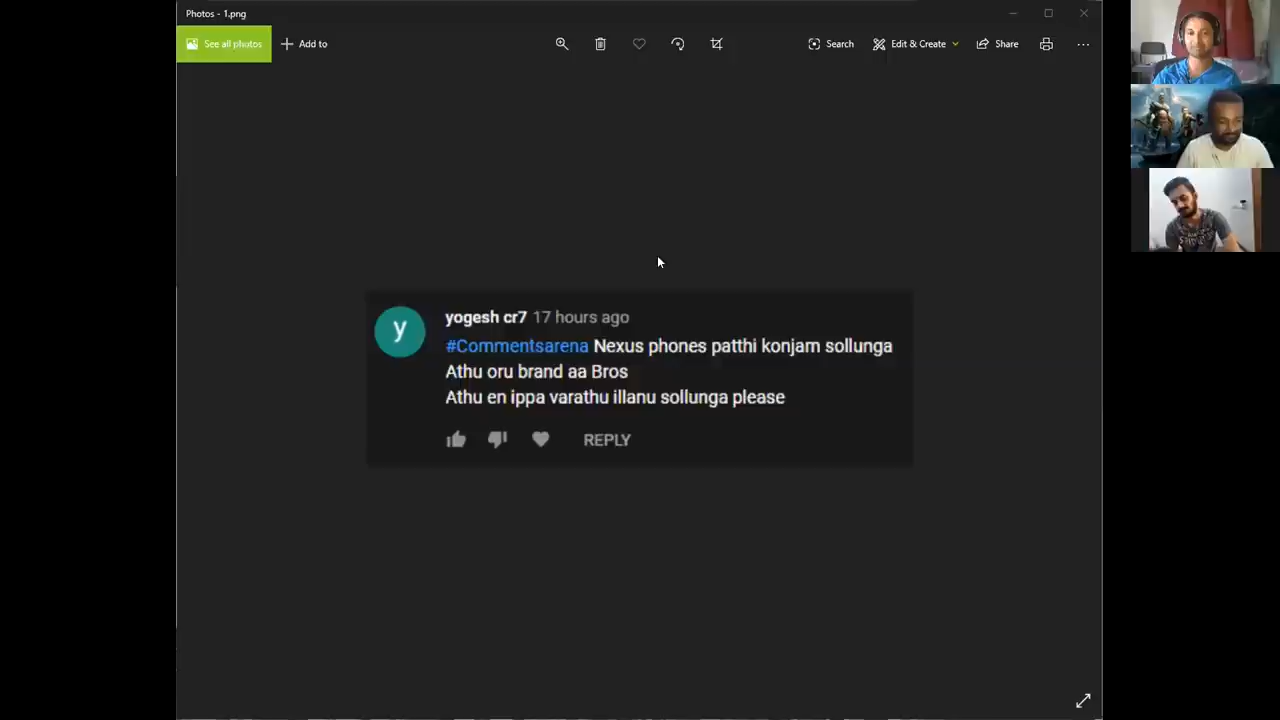 Photos - 1.png
See all photos
Add to
Search
Edit & Create
Share
y
yogesh cr7 17 hours ago
#Commentsarena Nexus phones patthi konjam sollunga
Athu oru brand aa Bros
Athu en ippa varathu illanu sollunga please
REPLY